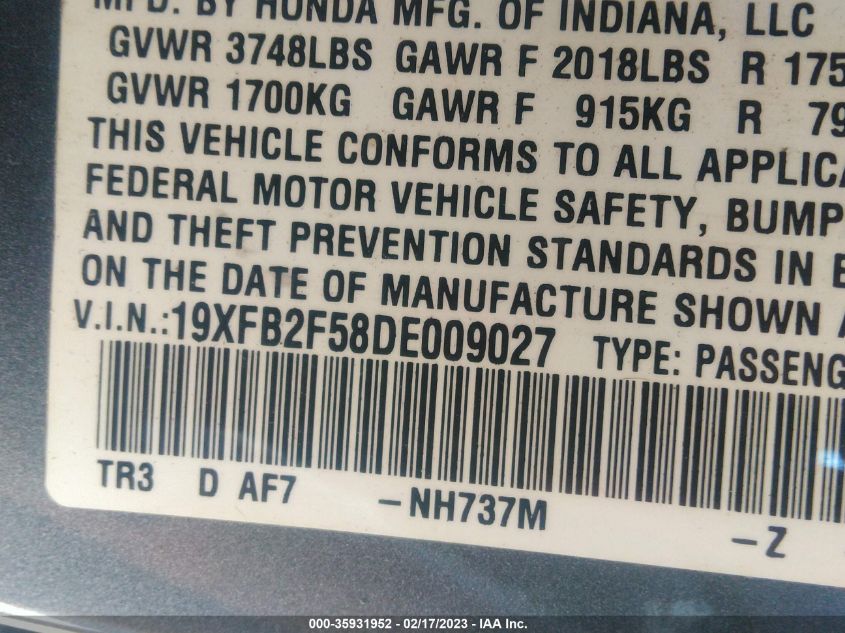 MFD. BY HONDA MFG. OF INDIANA, LLC
GVWR 3748LBS GAWR F 2018LBS R 175
GVWR 1700KG GAWR F 915KG R 79
THIS VEHICLE CONFORMS TO ALL APPLICA
FEDERAL MOTOR VEHICLE SAFETY, BUMP
AND THEFT PREVENTION STANDARDS IN E
ON THE DATE OF MANUFACTURE SHOWN A
V.I.N.:19XFB2F58DE009027 TYPE: PASSENG
TR3 D AF7 -NH737M -Z
000-35931952 - 02/17/2023 - IAA Inc.